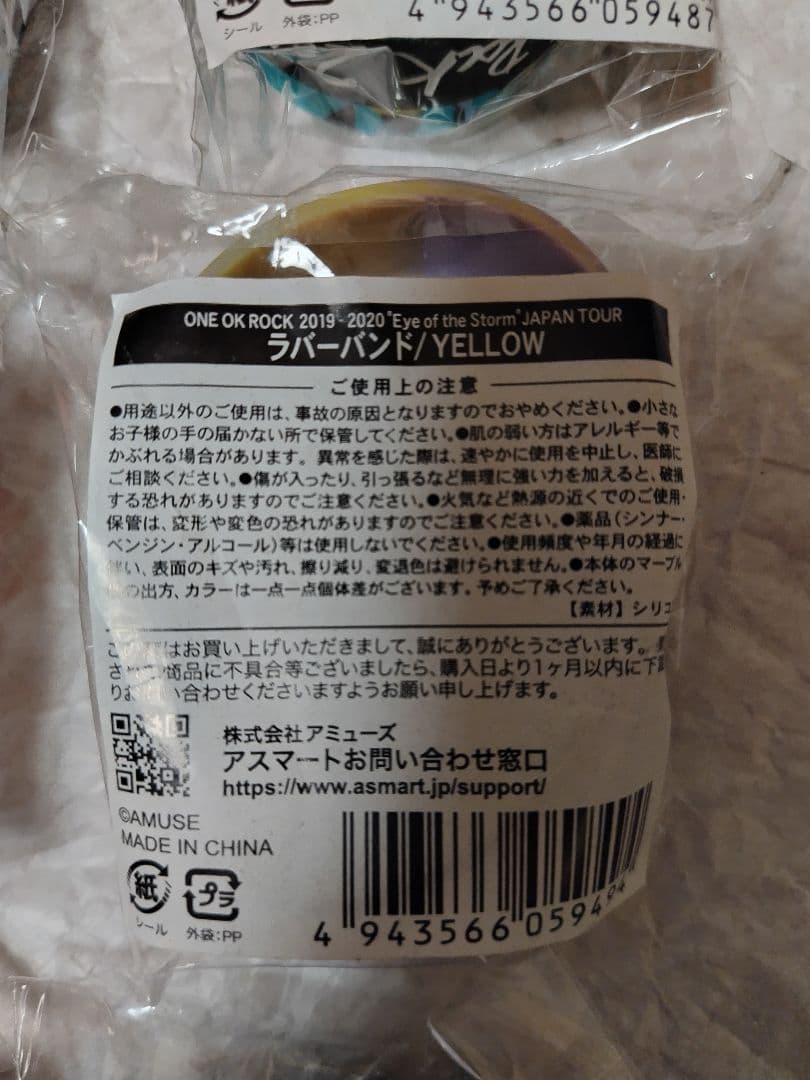 シール
外袋:PP
4 943566 059487
Rock
ONE OK ROCK 2019 - 2020 "Eye of the Storm" JAPAN TOUR
ラバーバンド/YELLOW
ご使用上の注意
●用途以外のご使用は、事故の原因となりますのでおやめください。●小さな
お子様の手の届かない所で保管してください。●肌の弱い方はアレルギー等で
かぶれる場合があります。異常を感じた際は、速やかに使用を中止し、医師に
ご相談ください。●傷が入ったり、引っ張るなど無理に強い力を加えると、破損
する恐れがありますのでご注意ください。●火気など熱源の近くでのご使用・
保管は、変形や変色の恐れがありますのでご注意ください。●薬品(シンナー・
ベンジン・アルコール)等は使用しないでください。●使用頻度や年月の経過に
伴い、表面のキズや汚れ、擦り減り、変退色は避けられません。●本体のマーブル
の出方、カラーは一点一点個体差がございます。予めご了承ください。
【素材】シリコ
はお買い上げいただきまして、誠にありがとうございます。
商品に不具合等ございましたら、購入日より1ヶ月以内に下記
りお問い合わせくださいますようお願い申し上げます。
株式会社アミューズ
アスマートお問い合わせ窓口
https://www.asmart.jp/support/
©AMUSE
MADE IN CHINA
紙
プラ
シール
外袋:PP
4 943566 059494